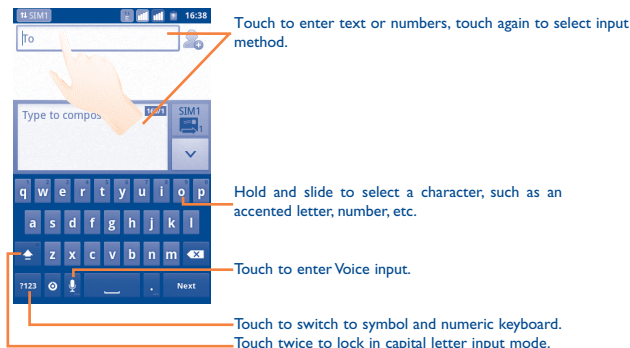 SIM1 16:38
To
Type to compos
SIM1
1
q w e r t y u i o p
a s d f g h j k l
z x c v b n m
?123 . Next
Touch to enter text or numbers, touch again to select input
method.
Hold and slide to select a character, such as an
accented letter, number, etc.
Touch to enter Voice input.
Touch to switch to symbol and numeric keyboard.
Touch twice to lock in capital letter input mode.